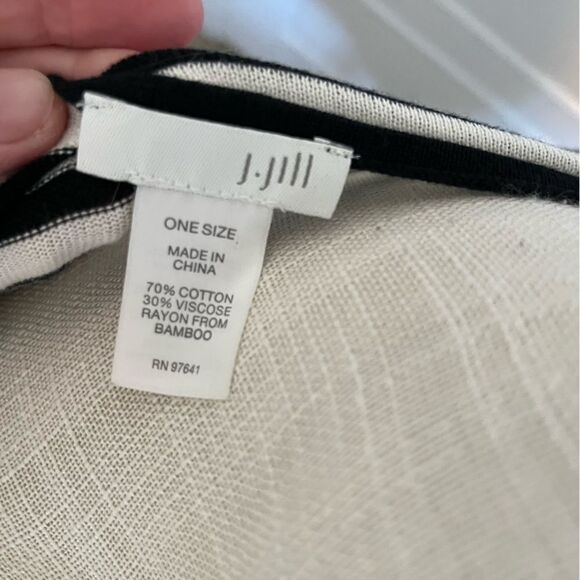 J.Jill
ONE SIZE
MADE IN
CHINA
70% COTTON
30% VISCOSE
RAYON FROM
BAMBOO
RN 97641